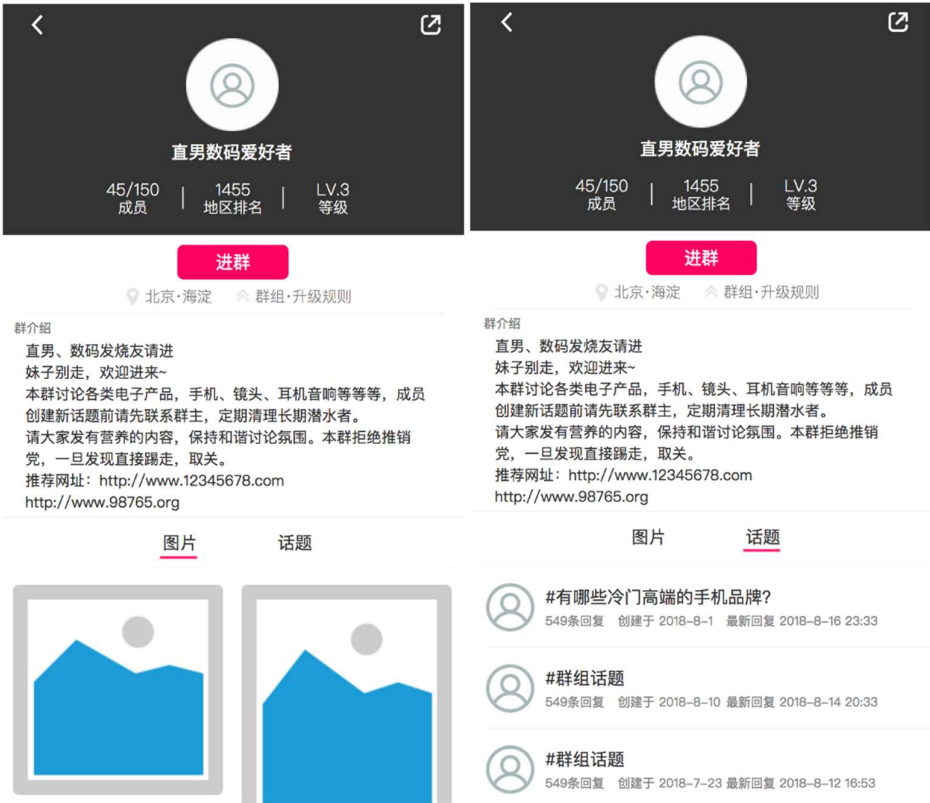 直男数码爱好者
45/150 | 1455 | LV.3
成员 地区排名 等级
进群
北京·海淀 群组·升级规则
群介绍
直男、数码发烧友请进
妹子别走，欢迎进来~
本群讨论各类电子产品，手机、镜头、耳机音响等等等，成员
创建新话题前请先联系群主，定期清理长期潜水者。
请大家发有营养的内容，保持和谐讨论氛围。本群拒绝推销
党，一旦发现直接踢走，取关。
推荐网址：http://www.12345678.com
http://www.98765.org
图片 话题
直男数码爱好者
45/150 | 1455 | LV.3
成员 地区排名 等级
进群
北京·海淀 群组·升级规则
群介绍
直男、数码发烧友请进
妹子别走，欢迎进来~
本群讨论各类电子产品，手机、镜头、耳机音响等等等，成员
创建新话题前请先联系群主，定期清理长期潜水者。
请大家发有营养的内容，保持和谐讨论氛围。本群拒绝推销
党，一旦发现直接踢走，取关。
推荐网址：http://www.12345678.com
http://www.98765.org
图片 话题
#有哪些冷门高端的手机品牌?
549条回复 创建于 2018-8-1 最新回复 2018-8-16 23:33
#群组话题
549条回复 创建于 2018-8-10 最新回复 2018-8-14 20:33
#群组话题
549条回复 创建于 2018-7-23 最新回复 2018-8-12 16:53